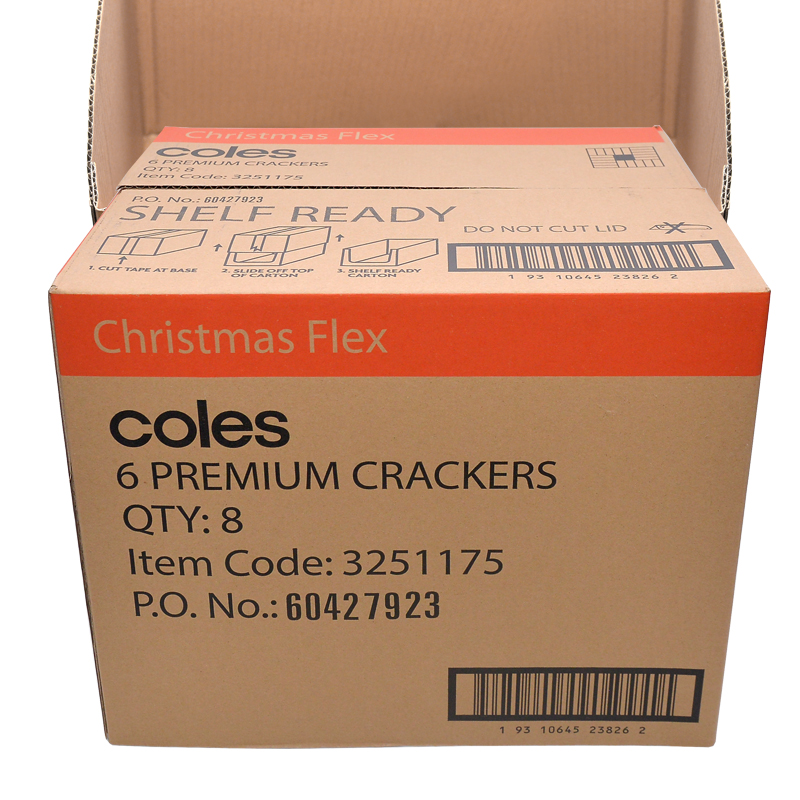 Christmas Flex
coles
6 PREMIUM CRACKERS
QTY: 8
Item Code: 3251175
P.O. No.: 60427923
SHELF READY
DO NOT CUT LID
1. CUT TAPE AT BASE
2. SLIDE OFF TOP OF CARTON
3. SHELF READY CARTON
1 93 10645 23826 2
Christmas Flex
coles
6 PREMIUM CRACKERS
QTY: 8
Item Code: 3251175
P.O. No.: 60427923
1 93 10645 23826 2